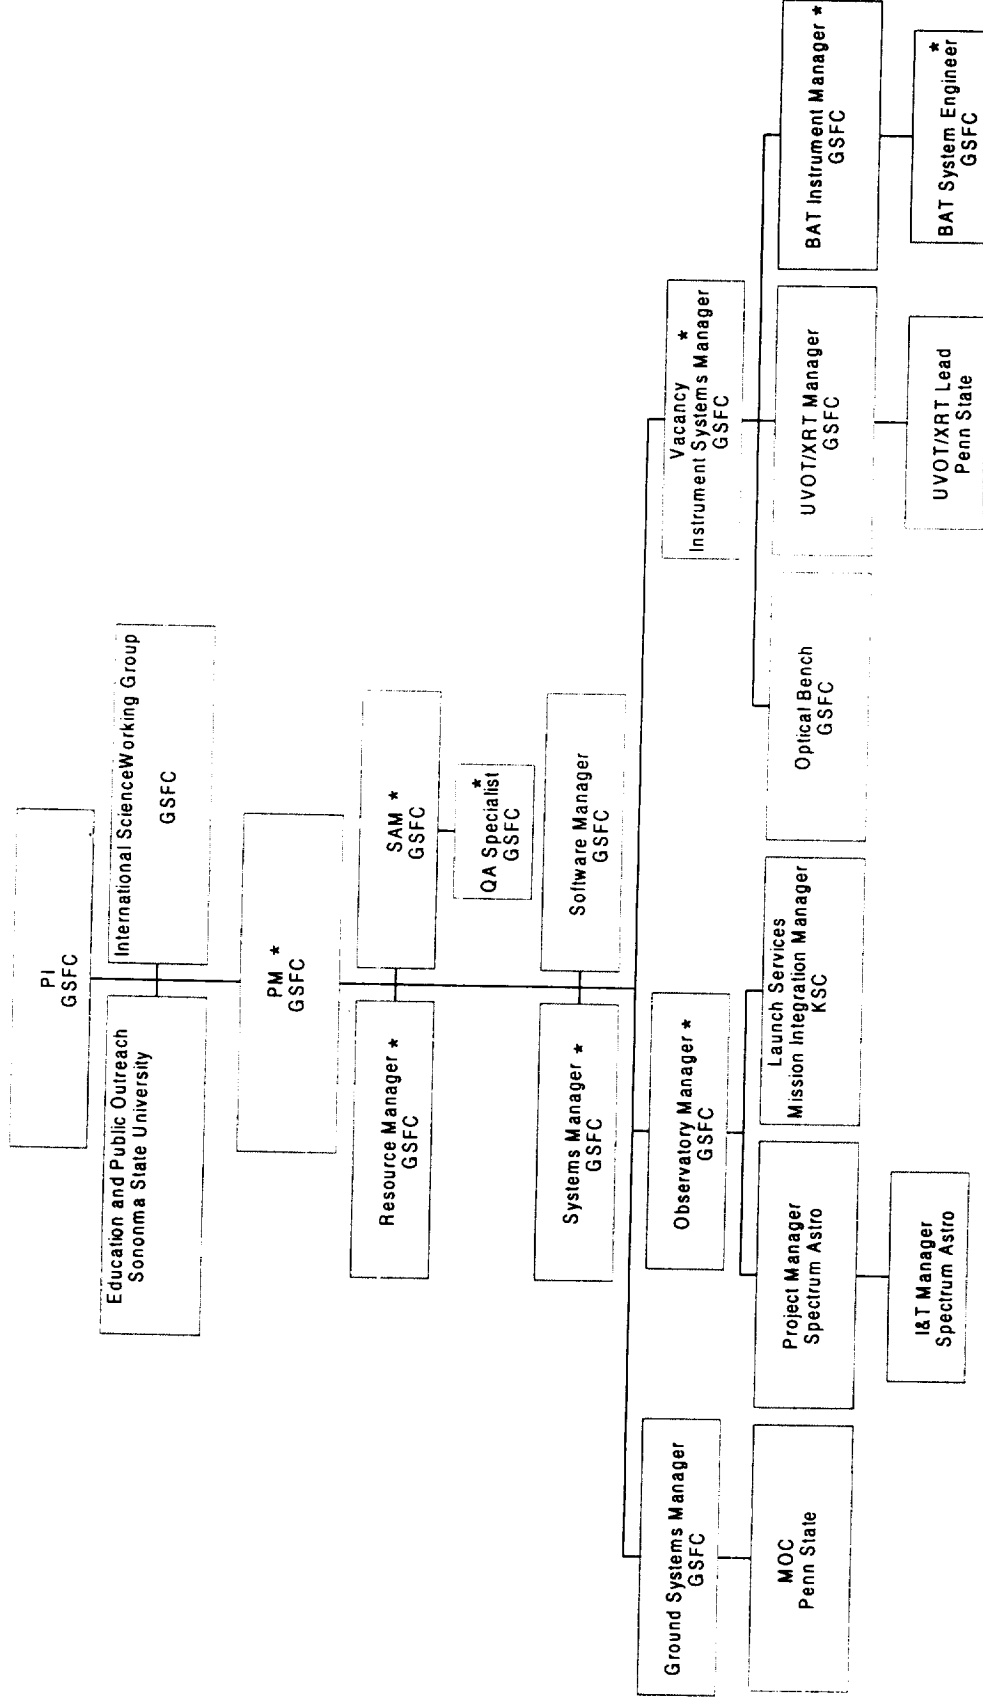 PI
GSFC
Education and Public Outreach
Sononma State University
International ScienceWorking Group
GSFC
PM *
GSFC
Resource Manager *
GSFC
SAM *
GSFC
QA Specialist *
GSFC
Systems Manager *
GSFC
Software Manager
GSFC
Ground Systems Manager
GSFC
Observatory Manager *
GSFC
Vacancy
Instrument Systems Manager *
GSFC
MOC
Penn State
Project Manager
Spectrum Astro
Launch Services
Mission Integration Manager
KSC
Optical Bench
GSFC
UVOT/XRT Manager
GSFC
BAT Instrument Manager *
GSFC
I&T Manager
Spectrum Astro
UVOT/XRT Lead
Penn State
BAT System Engineer *
GSFC